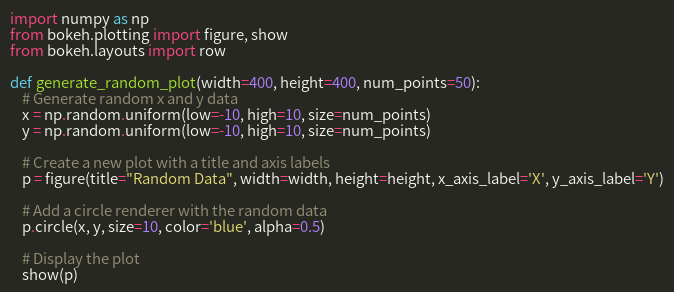 import numpy as np
from bokeh.plotting import figure, show
from bokeh.layouts import row
def generate_random_plot(width=400, height=400, num_points=50):
# Generate random x and y data
x = np.random.uniform(low=-10, high=10, size=num_points)
y = np.random.uniform(low=-10, high=10, size=num_points)
# Create a new plot with a title and axis labels
p = figure(title="Random Data", width=width, height=height, x_axis_label='X', y_axis_label='Y')
# Add a circle renderer with the random data
p.circle(x, y, size=10, color='blue', alpha=0.5)
# Display the plot
show(p)